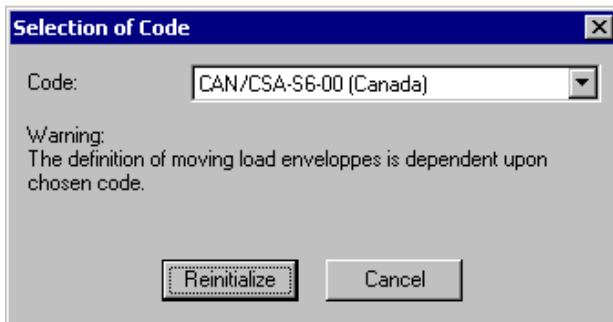 Selection of Code
Code: CAN/CSA-S6-00 (Canada)
Warning:
The definition of moving load enveloppes is dependent upon
chosen code.
Reinitialize Cancel